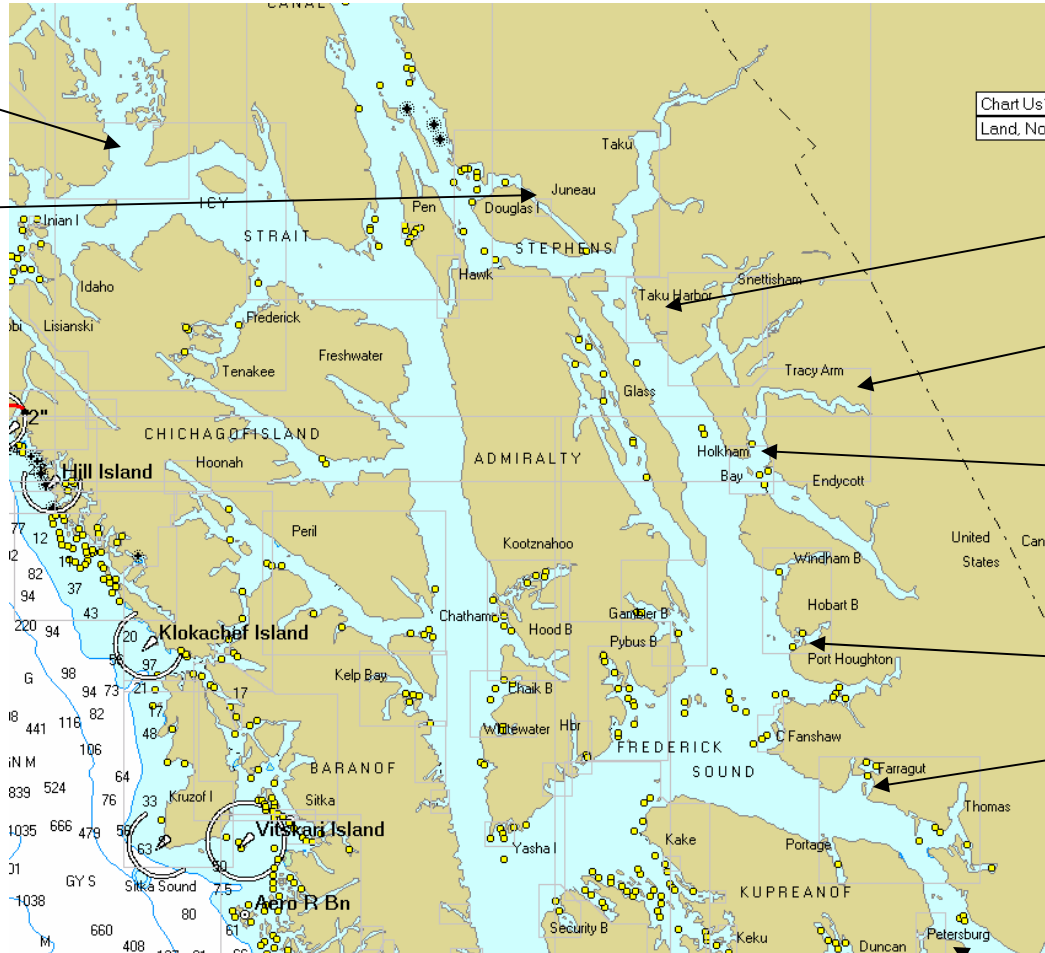 Chart Us
Land, No
Taku
Juneau
Pen
Douglas I
ICY
Inian I
STRAIT
STEPHENS
Hawk
Snettisham
Idaho
Taku Harbor
Frederick
Lisianski
Freshwater
Tenakee
Tracy Arm
Glass
"2"
CHICHAGOFISLAND
ADMIRALTY
Holkham
Bay
Hoonah
Hill Island
Endycott
77
12
Peril
United
States
Can
Kootznahoo
Windham B
82
37
94
43
Chatham
Gambier B
Hobart B
220
94
20
Klokachef Island
Hood B
Pybus B
Port Houghton
56
97
98
G
Kelp Bay
94
73
21
17
Chaik B
82
17
116
441
48
Whitewater
Hbr
C Fanshaw
106
FREDERICK
SOUND
BARANOF
64
Farragut
839
524
76
33
Kruzof I
Sitka
Thomas
1035
666
479
56
Vitskari Island
63
Yasha I
Kake
Portage
50
7.5
GY S
Sitka Sound
KUPREANOF
1038
80
Aero R Bn
660
61
Security B
Keku
Petersburg
M
408
Duncan